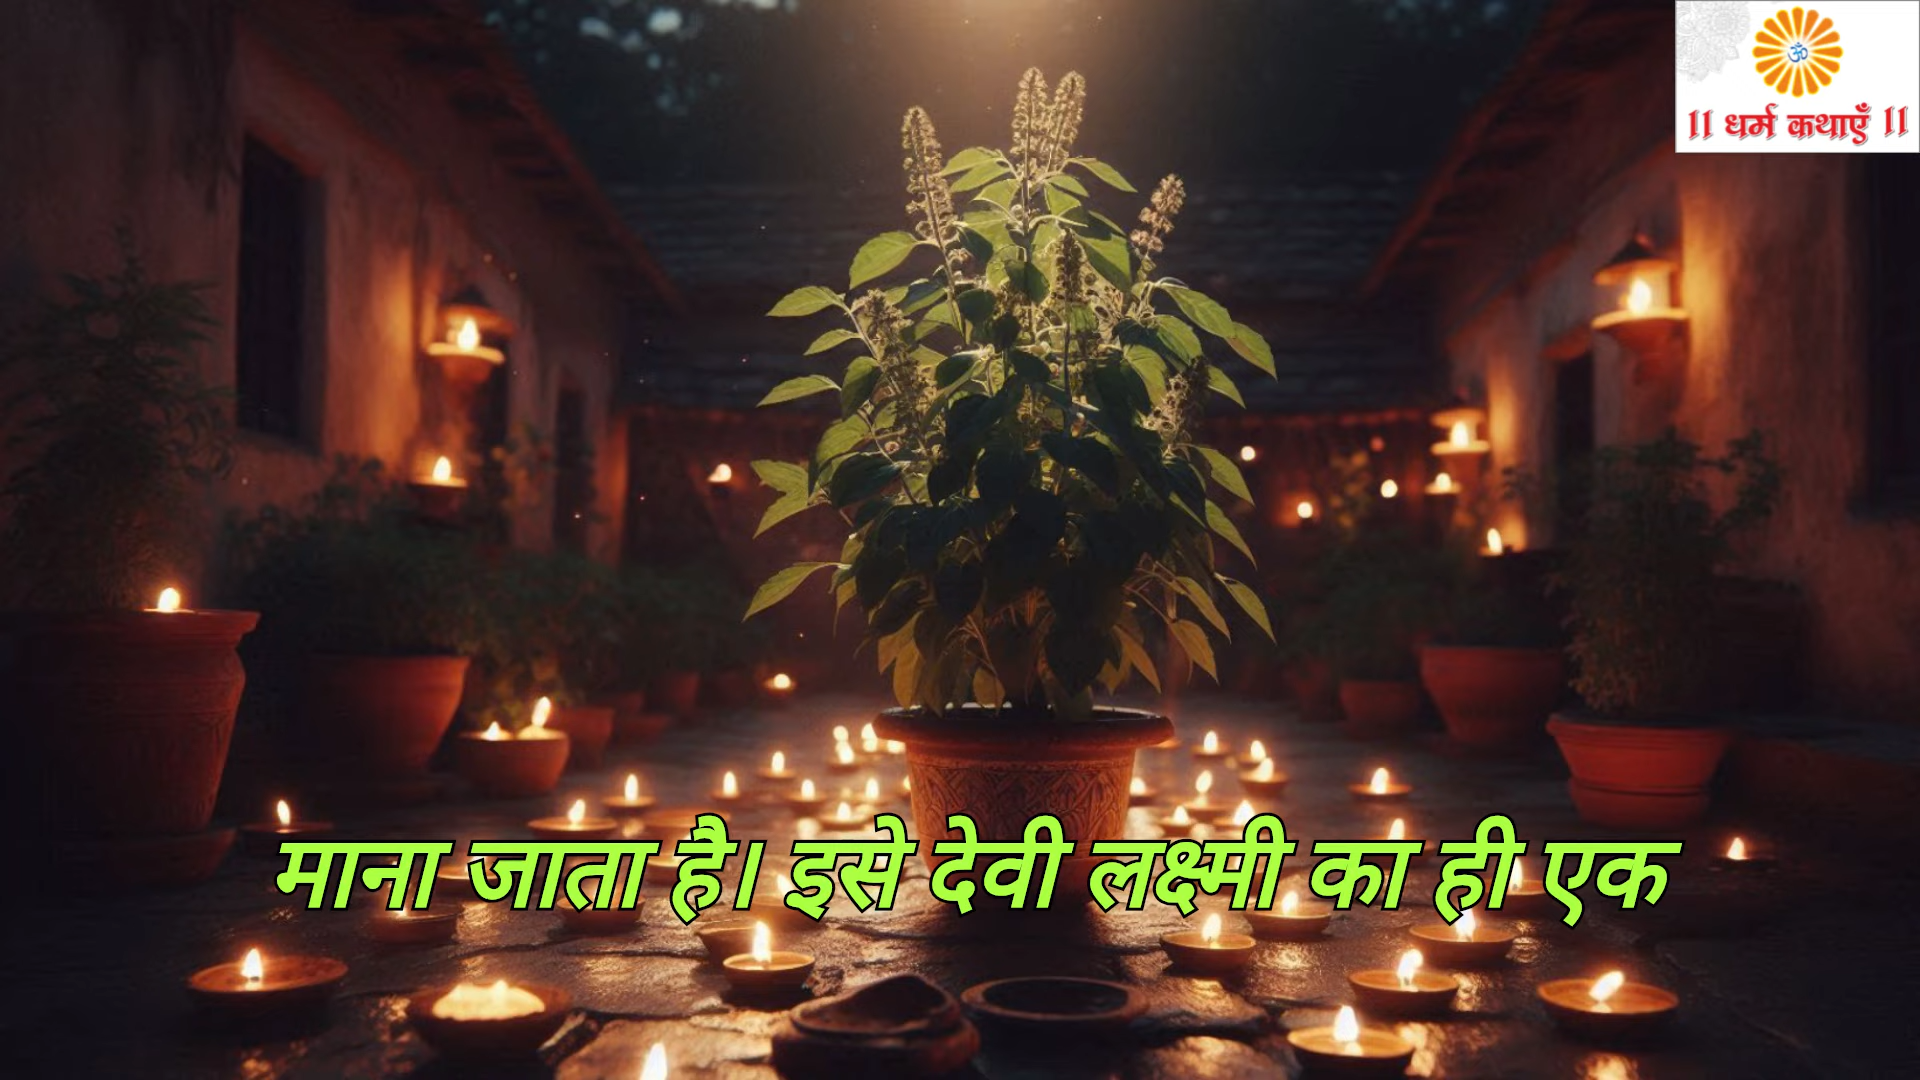 ॐ
॥ धर्म कथाएँ ॥
माना जाता है। इसे देवी लक्ष्मी का ही एक